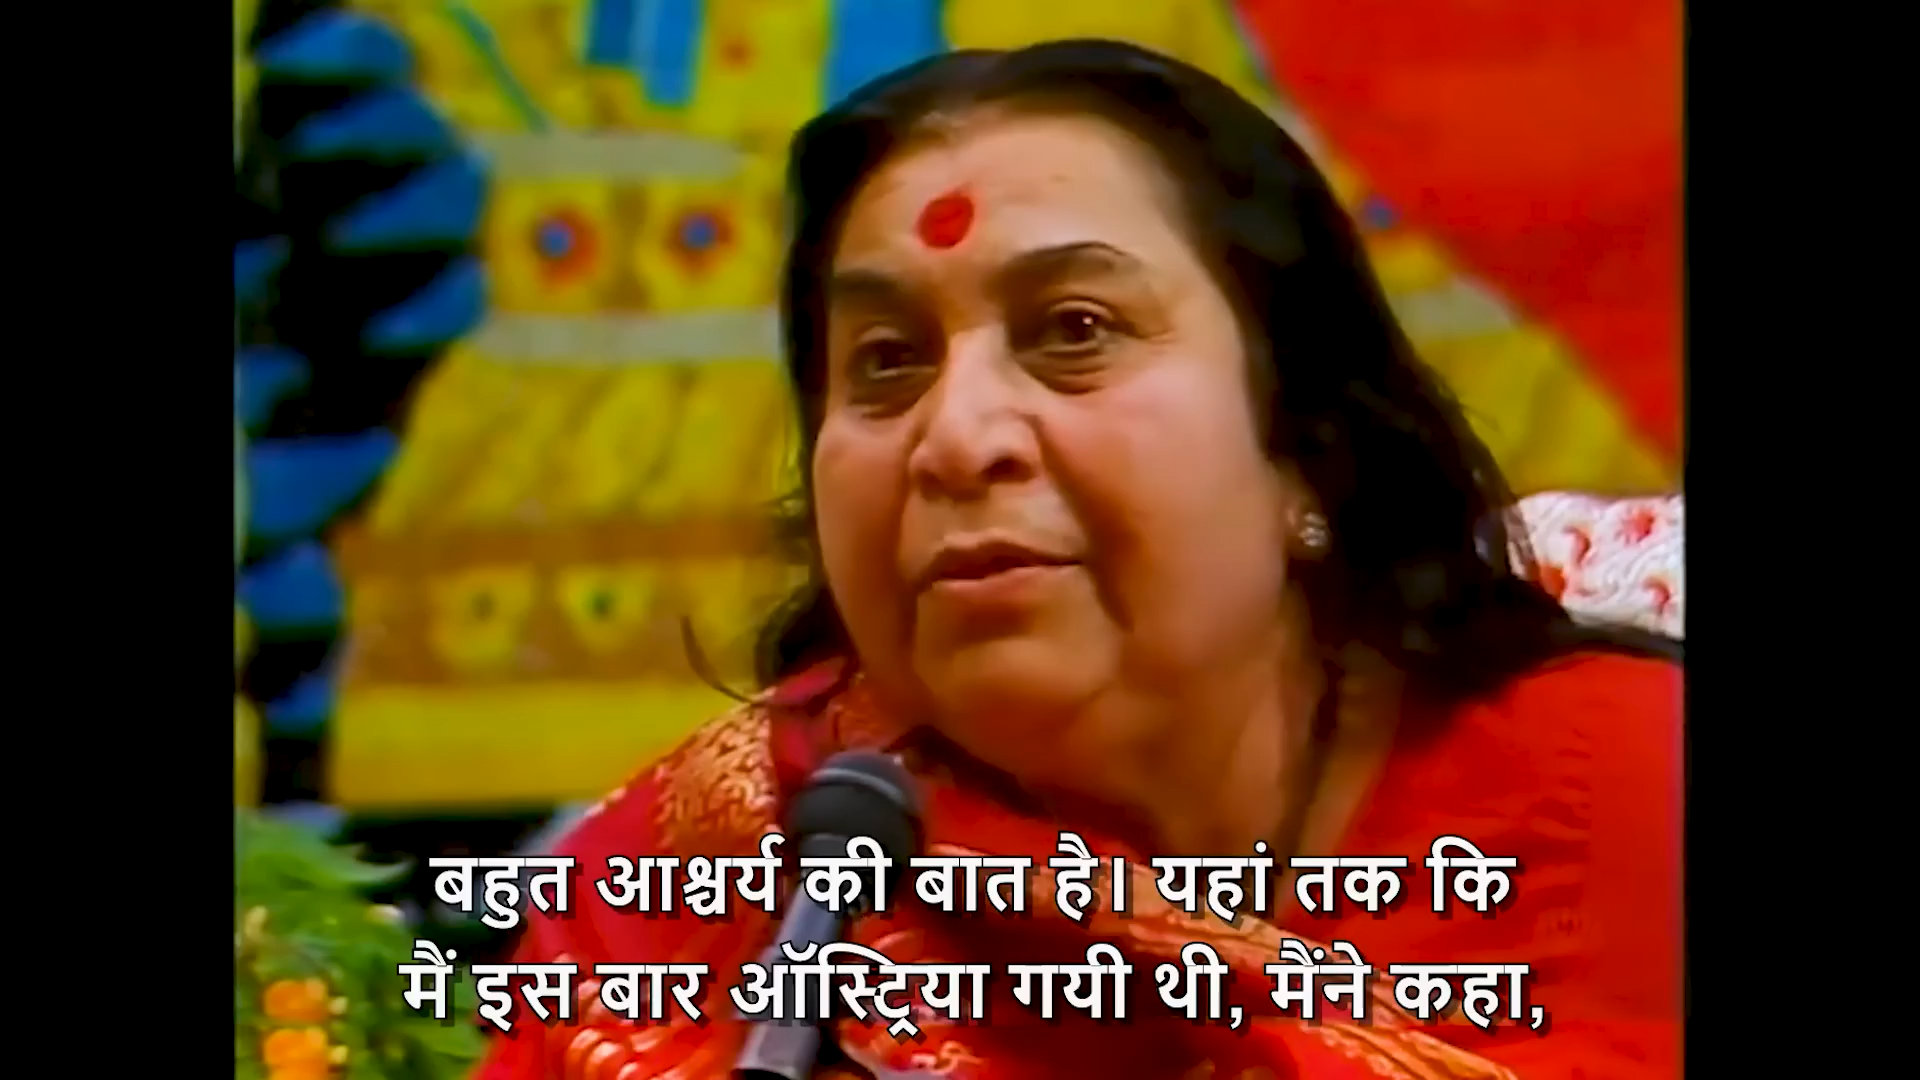 बहुत आश्चर्य की बात है। यहां तक कि
मैं इस बार ऑस्ट्रिया गयी थी, मैंने कहा,